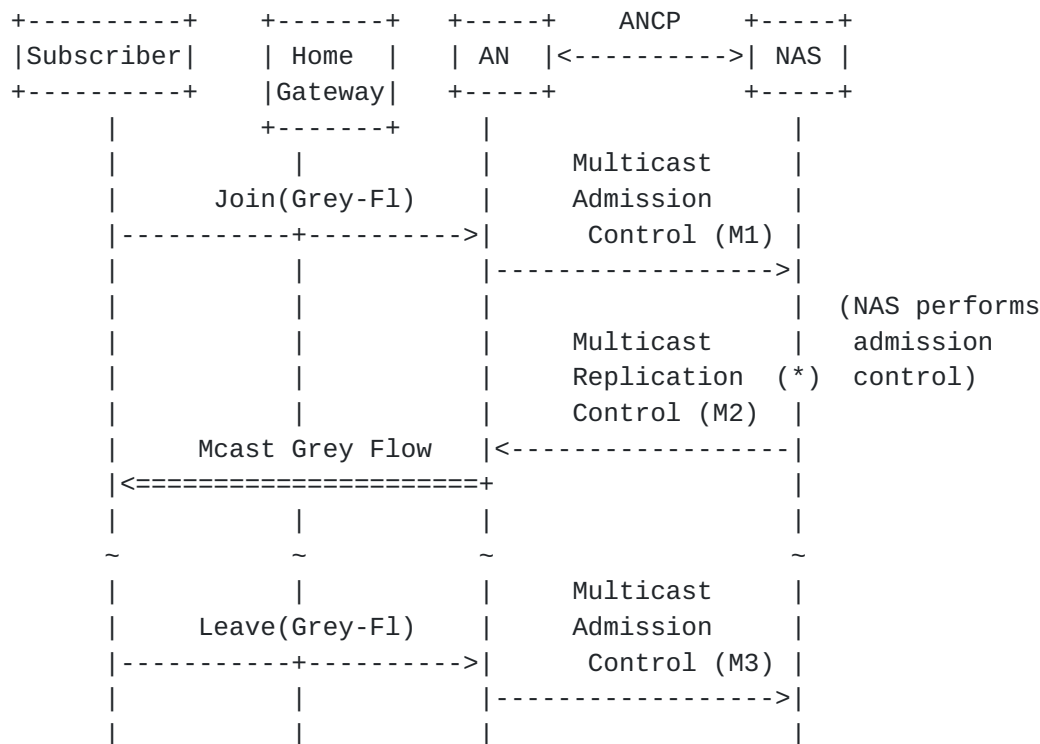 +----------+    +-------+   +-----+    ANCP    +-----+
|Subscriber|    | Home  |   | AN  |<---------->| NAS |
+----------+    |Gateway|   +-----+            +-----+
      |         +-------+     |                   |
      |           |           |     Multicast     |
      |      Join(Grey-Fl)    |     Admission     |
      |-----------+---------->|      Control (M1) |
      |           |           |------------------>|
      |           |           |                   |  (NAS performs
      |           |           |     Multicast     |   admission
      |           |           |     Replication  (*)  control)
      |           |           |     Control (M2)  |
      |     Mcast Grey Flow   |<------------------|
      |<======================+                   |
      |           |           |                   |
      ~           ~           ~                   ~
      |           |           |     Multicast     |
      |     Leave(Grey-Fl)    |     Admission     |
      |-----------+---------->|      Control (M3) |
      |           |           |------------------>|
      |           |           |                   |